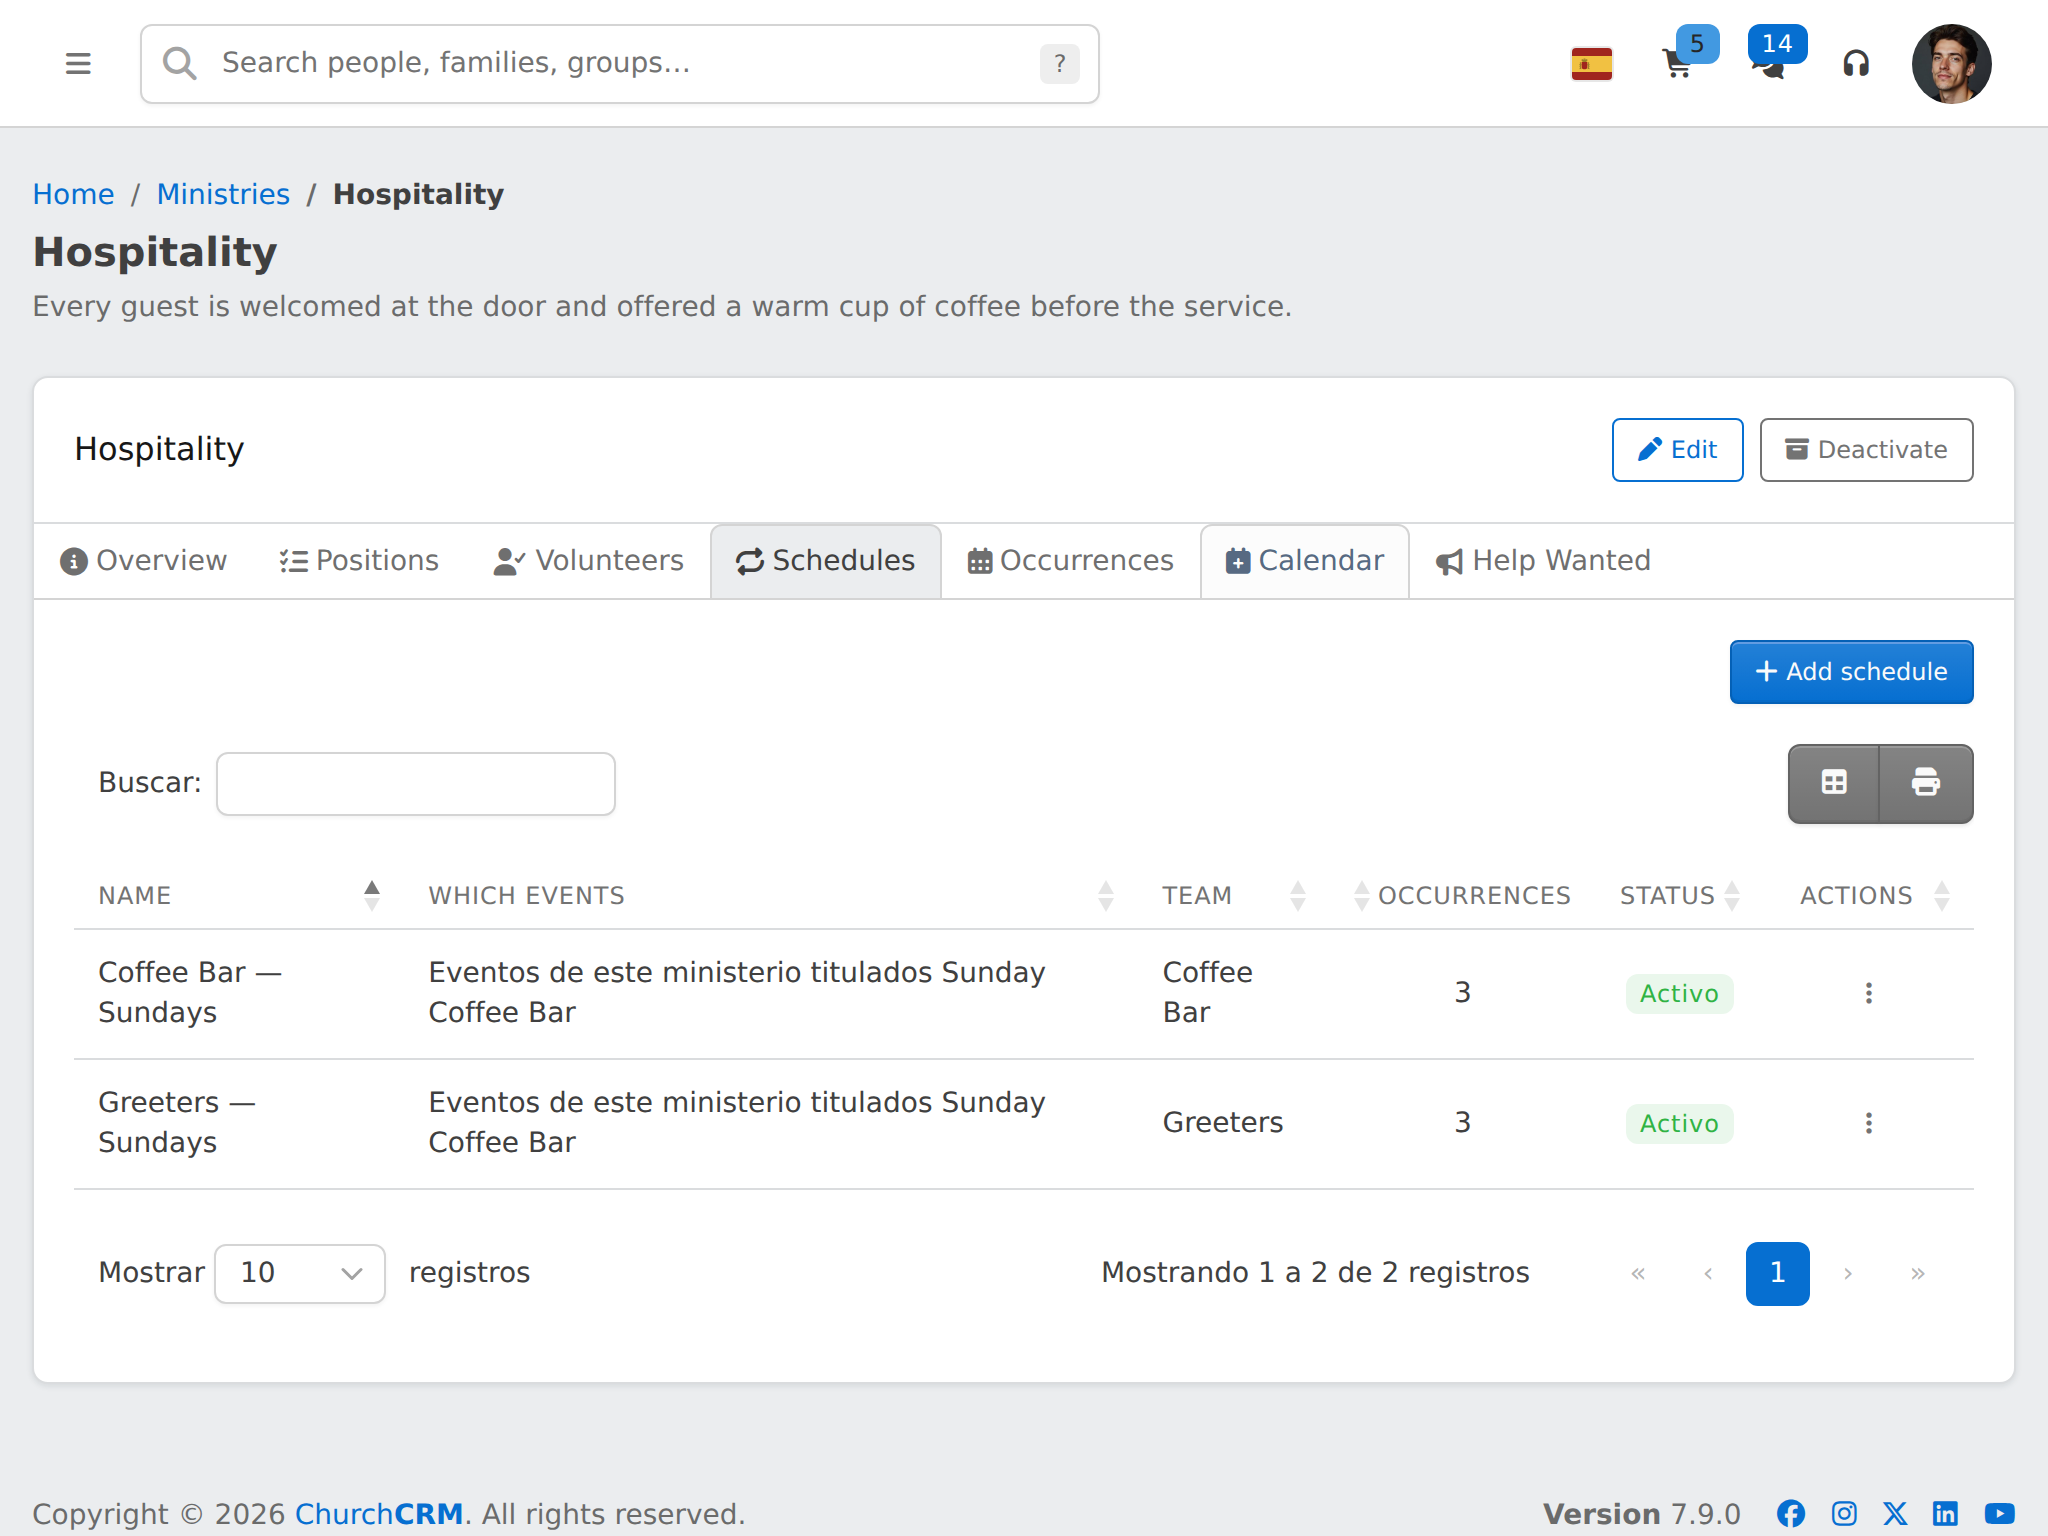 Search people, families, groups... ?
5
14
Home / Ministries / Hospitality
Hospitality
Every guest is welcomed at the door and offered a warm cup of coffee before the service.
Hospitality
Edit
Deactivate
Overview Positions Volunteers Schedules Occurrences Calendar Help Wanted
Add schedule
Buscar:
NAME WHICH EVENTS TEAM OCCURRENCES STATUS ACTIONS
Coffee Bar — Eventos de este ministerio titulados Sunday Coffee
Sundays Coffee Bar Bar 3 Activo
Greeters — Eventos de este ministerio titulados Sunday
Sundays Coffee Bar Greeters 3 Activo
Mostrar 10 registros
Mostrando 1 a 2 de 2 registros « ‹ 1 › »
Copyright © 2026 ChurchCRM. All rights reserved.
Version 7.9.0